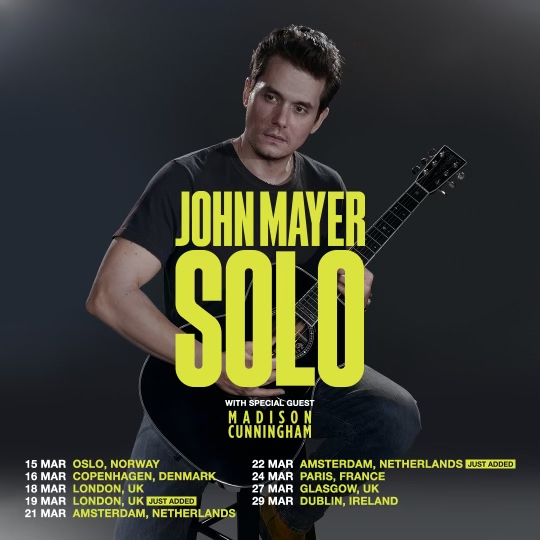 JOHN MAYER
SOLO
WITH SPECIAL GUEST
MADISON
CUNNINGHAM
15 MAR OSLO, NORWAY
16 MAR COPENHAGEN, DENMARK
18 MAR LONDON, UK
19 MAR LONDON, UK JUST ADDED
21 MAR AMSTERDAM, NETHERLANDS
22 MAR AMSTERDAM, NETHERLANDS JUST ADDED
24 MAR PARIS, FRANCE
27 MAR GLASGOW, UK
29 MAR DUBLIN, IRELAND